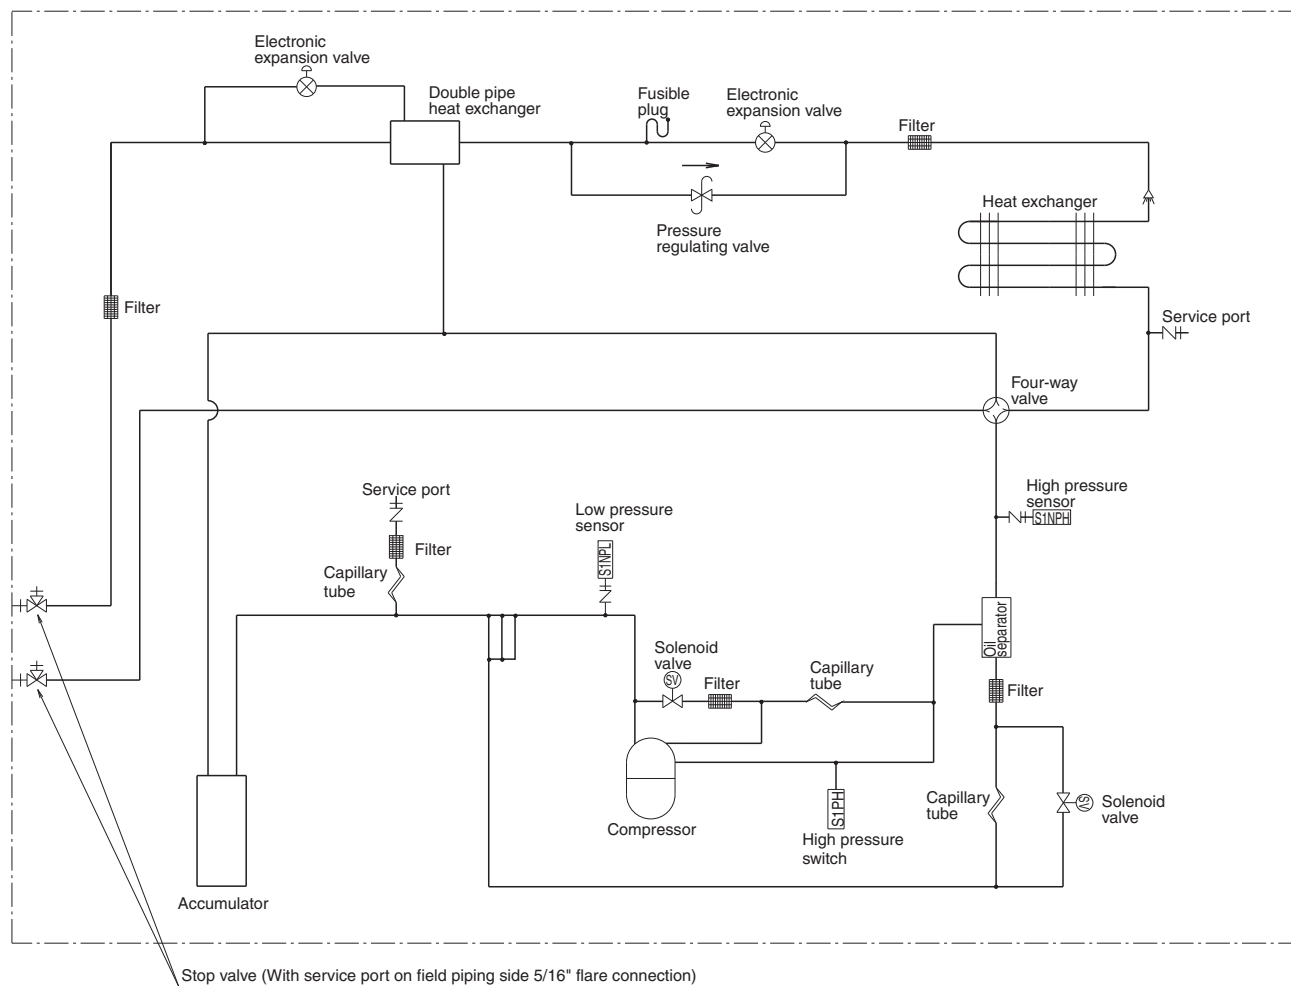 Electronic
expansion valve
Double pipe
heat exchanger
Fusible
plug
Electronic
expansion valve
Filter
Pressure
regulating valve
Heat exchanger
Filter
Service port
Four-way
valve
Service port
Filter
Capillary
tube
Low pressure
sensor
S1NPL
High pressure
sensor
S1NPH
Oil
separator
Solenoid
valve
SV
Filter
Capillary
tube
Filter
Compressor
S1PH
High pressure
switch
Capillary
tube
SV
Solenoid
valve
Accumulator
Stop valve (With service port on field piping side 5/16" flare connection)